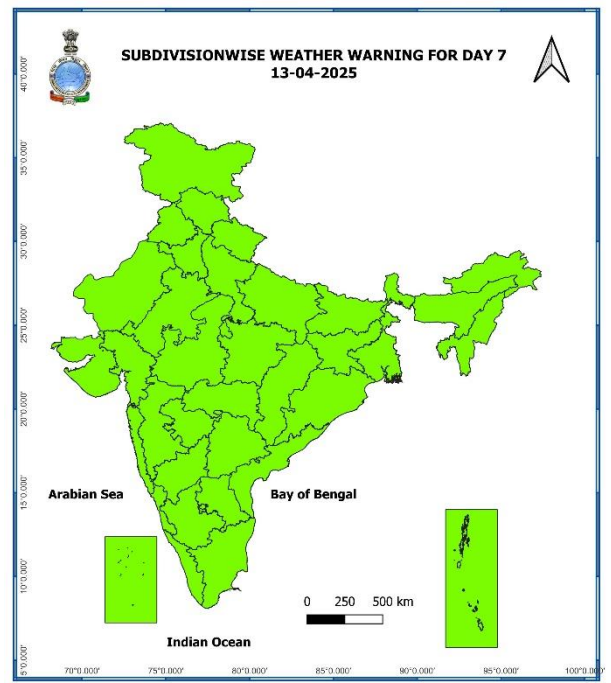 SUBDIVISIONWISE WEATHER WARNING FOR DAY 7
13-04-2025
40°0.000'
35°0.000'
30°0.000'
25°0.000'
20°0.000'
15°0.000'
10°0.000'
5°0.000'
Arabian Sea
Bay of Bengal
0 250 500 km
Indian Ocean
70°0.000' 75°0.000' 80°0.000' 85°0.000' 90°0.000' 95°0.000' 100°0.000'